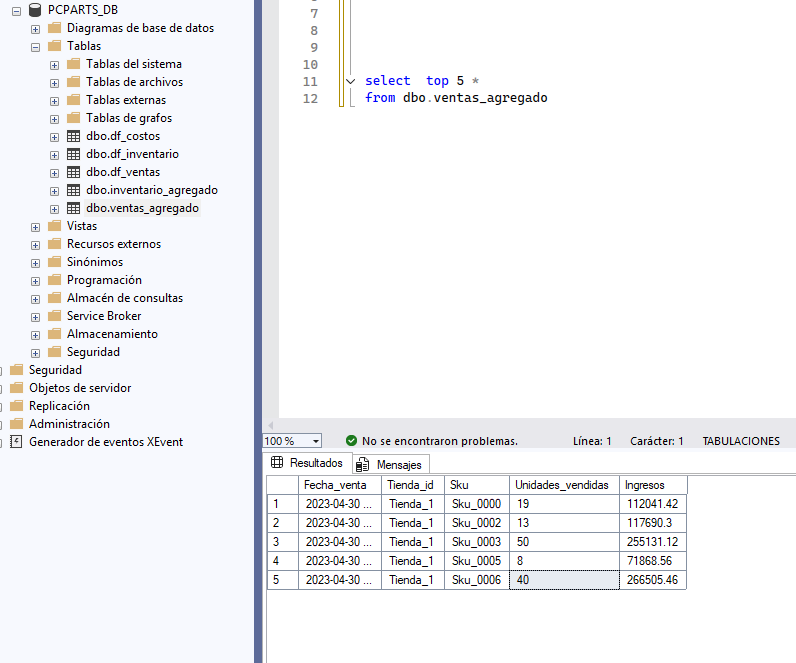 PCPARTS_DB
Diagramas de base de datos
Tablas
Tablas del sistema
Tablas de archivos
Tablas externas
Tablas de grafos
dbo.df_costos
dbo.df_inventario
dbo.df_ventas
dbo.inventario_agregado
dbo.ventas_agregado
Vistas
Recursos externos
Sinónimos
Programación
Almacén de consultas
Service Broker
Almacenamiento
Seguridad
Seguridad
Objetos de servidor
Replicación
Administración
Generador de eventos XEvent
7
8
9
10
11 select  top 5 *
12 from dbo.ventas_agregado
100 % No se encontraron problemas. Línea: 1 Carácter: 1 TABULACIONES
Resultados Mensajes
Fecha_venta Tienda_id Sku Unidades_vendidas Ingresos
1 2023-04-30 ... Tienda_1 Sku_0000 19 112041.42
2 2023-04-30 ... Tienda_1 Sku_0002 13 117690.3
3 2023-04-30 ... Tienda_1 Sku_0003 50 255131.12
4 2023-04-30 ... Tienda_1 Sku_0005 8 71868.56
5 2023-04-30 ... Tienda_1 Sku_0006 40 266505.46